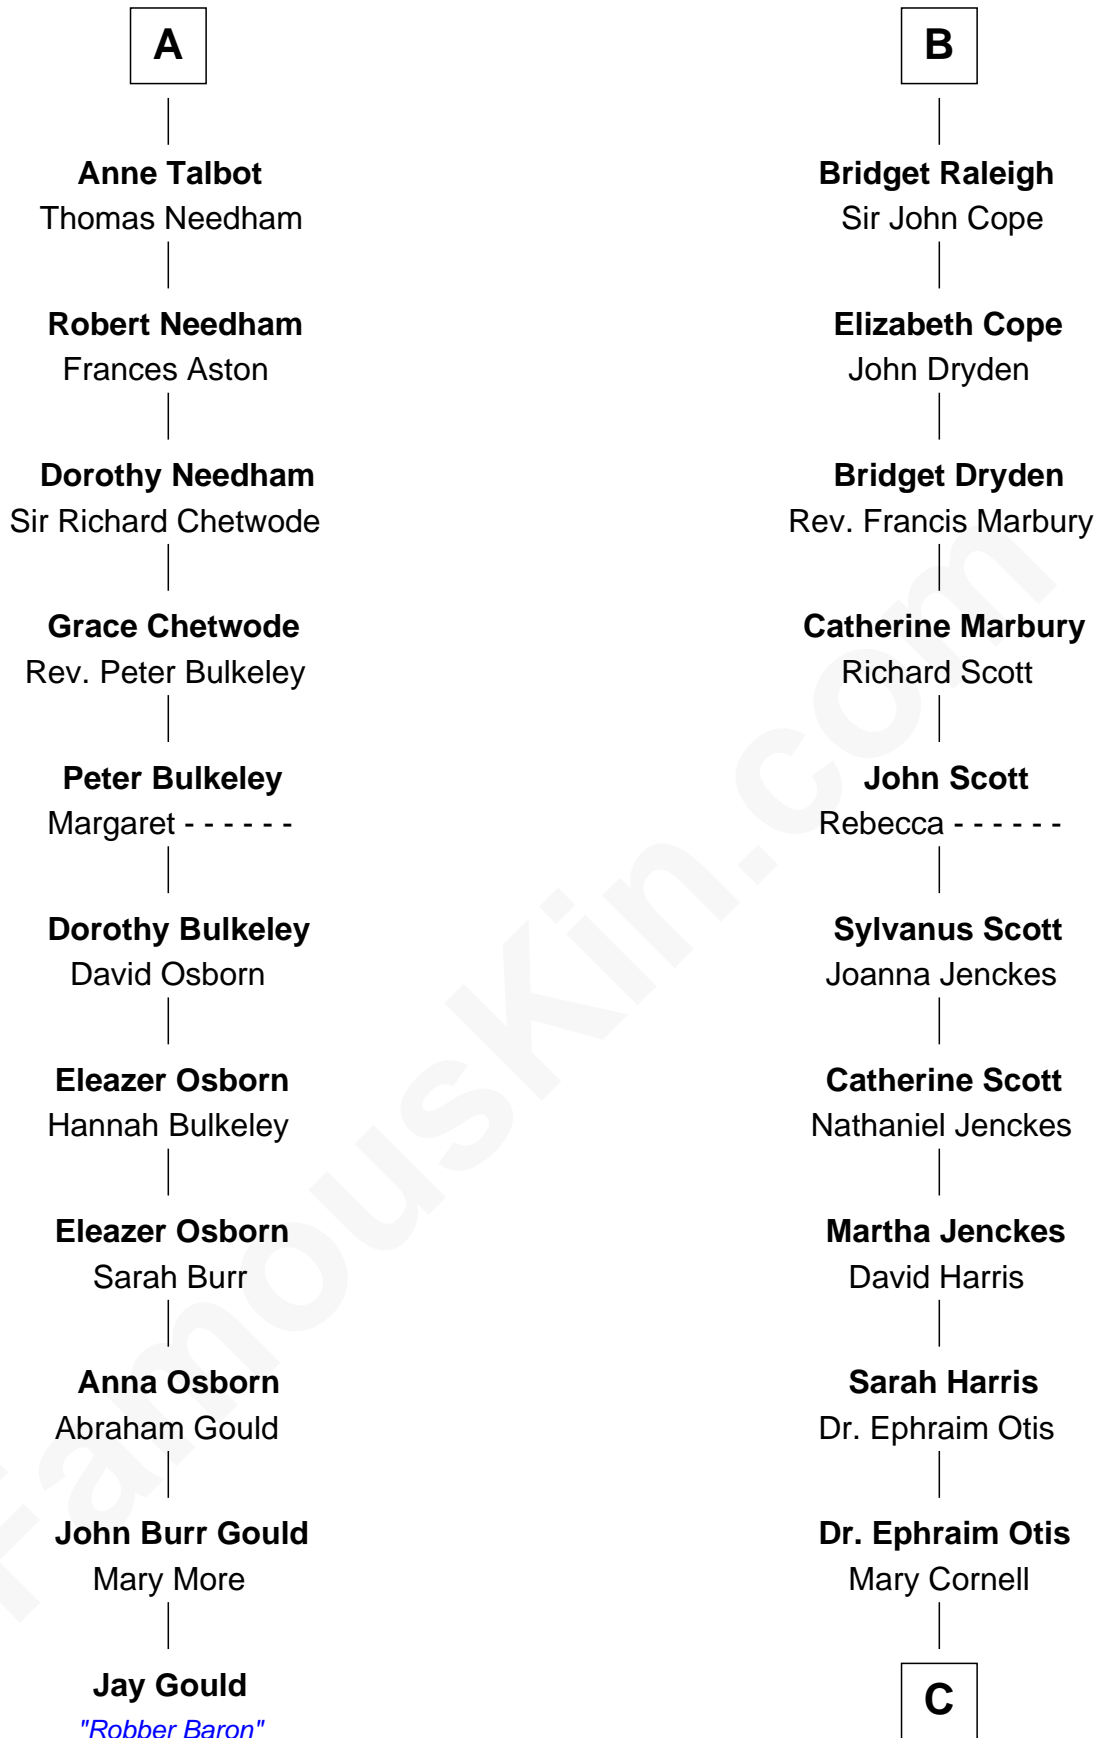 A
Anne Talbot
Thomas Needham
Robert Needham
Frances Aston
Dorothy Needham
Sir Richard Chetwode
Grace Chetwode
Rev. Peter Bulkeley
Peter Bulkeley
Margaret - - - - - -
Dorothy Bulkeley
David Osborn
Eleazer Osborn
Hannah Bulkeley
Eleazer Osborn
Sarah Burr
Anna Osborn
Abraham Gould
John Burr Gould
Mary More
Jay Gould
"Robber Baron"
B
Bridget Raleigh
Sir John Cope
Elizabeth Cope
John Dryden
Bridget Dryden
Rev. Francis Marbury
Catherine Marbury
Richard Scott
John Scott
Rebecca - - - - - -
Sylvanus Scott
Joanna Jenckes
Catherine Scott
Nathaniel Jenckes
Martha Jenckes
David Harris
Sarah Harris
Dr. Ephraim Otis
Dr. Ephraim Otis
Mary Cornell
C
FamousKin.com